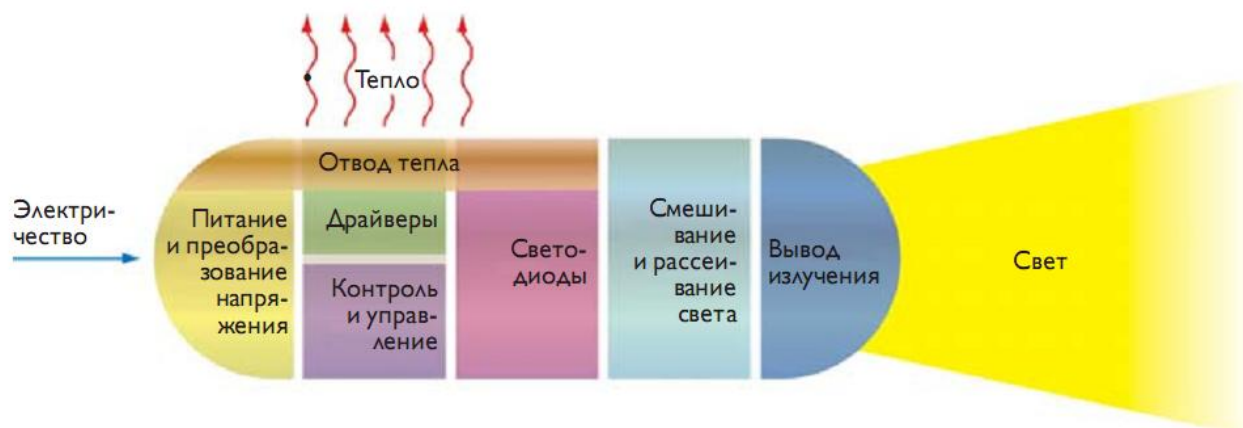 Тепло
Отвод тепла
Электри-
чество
Питание
и преобра-
зование
напря-
жения
Драйверы
Контроль
и управ-
ление
Свето-
диоды
Смеши-
вание
и рассеи-
вание
света
Вывод
излучения
Свет